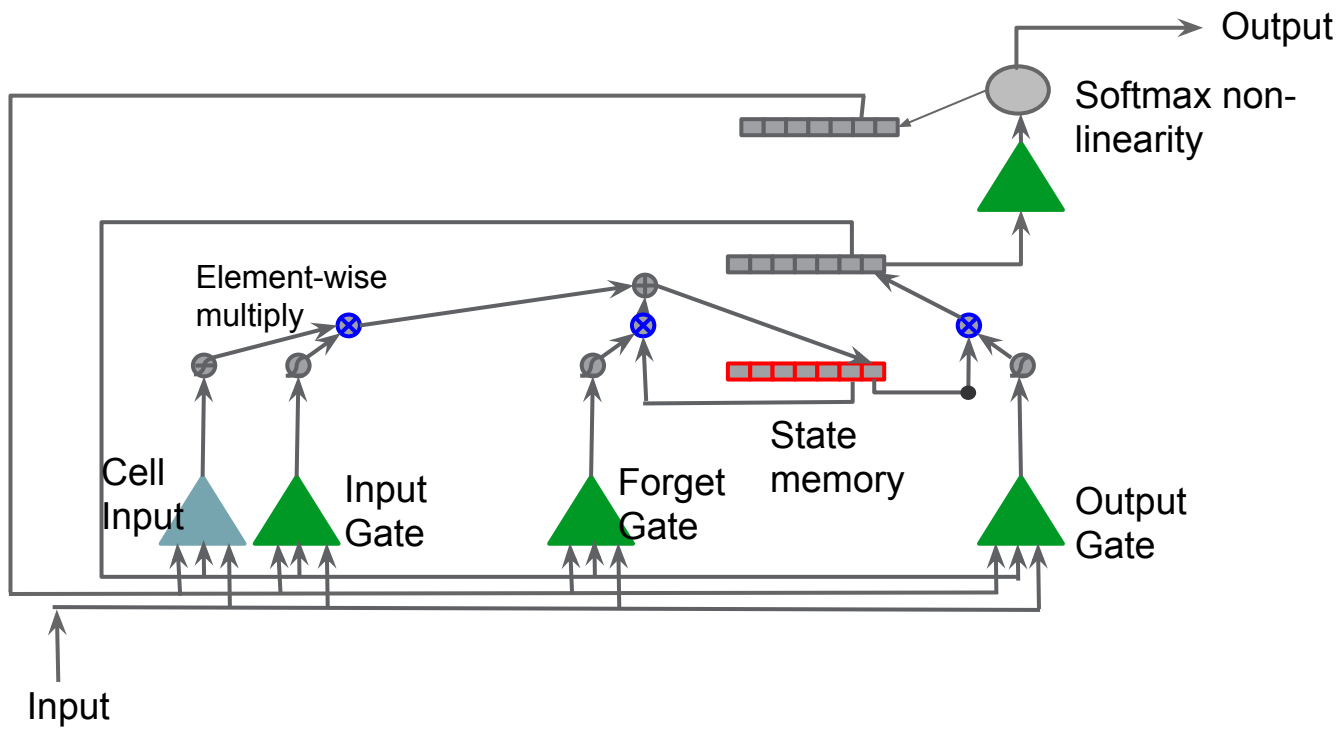 Output
Softmax non-
linearity
Element-wise
multiply
State
memory
Cell
Input
Input
Gate
Forget
Gate
Output
Gate
Input